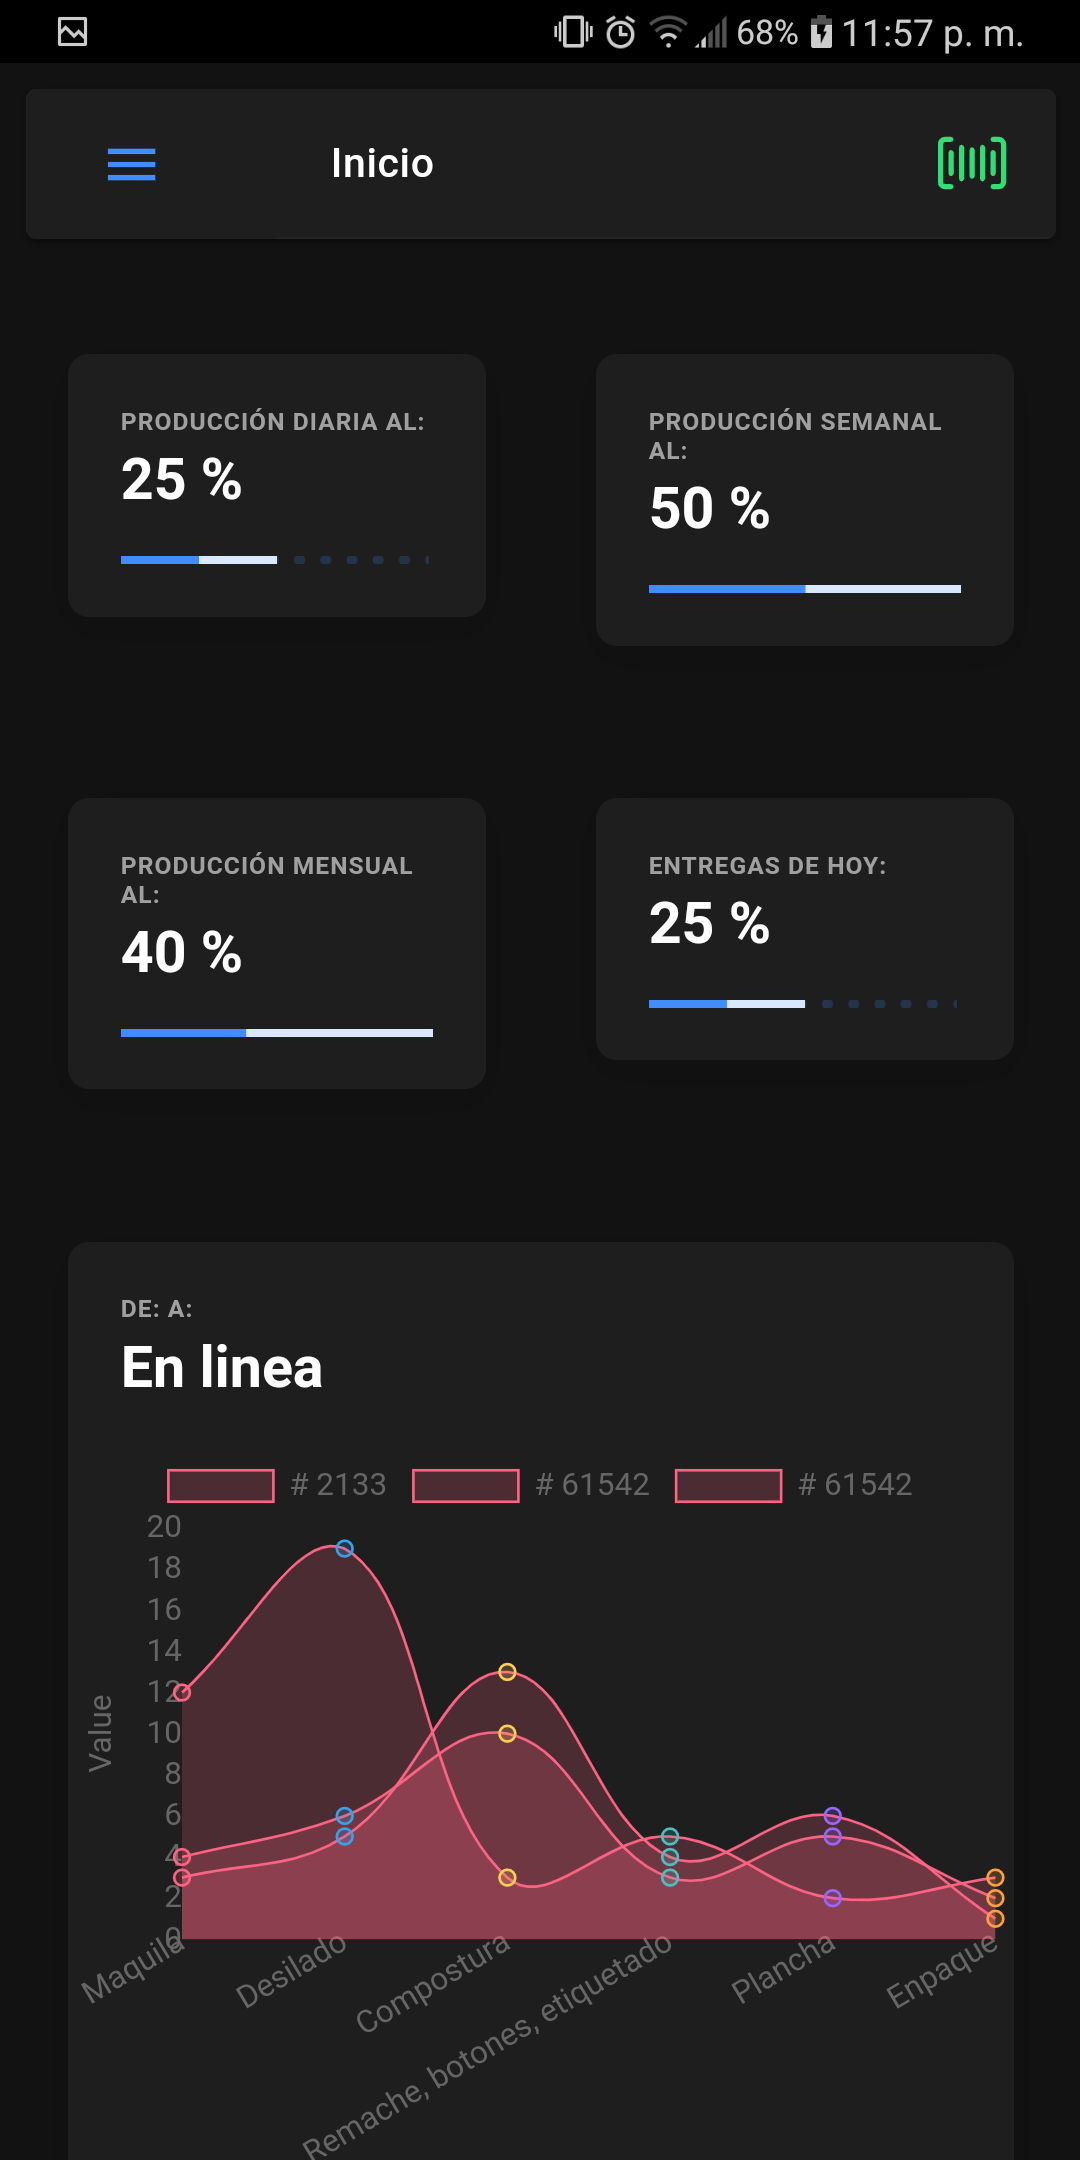 68% 11:57 p. m.
Inicio
PRODUCCIÓN DIARIA AL:
25 %
PRODUCCIÓN SEMANAL
AL:
50 %
PRODUCCIÓN MENSUAL
AL:
40 %
ENTREGAS DE HOY:
25 %
DE: A:
En linea
# 2133 # 61542 # 61542
20
18
16
14
12
10
8
6
4
2
0
Value
Maquila
Desilado
Compostura
Remache, botones, etiquetado
Plancha
Enpaque